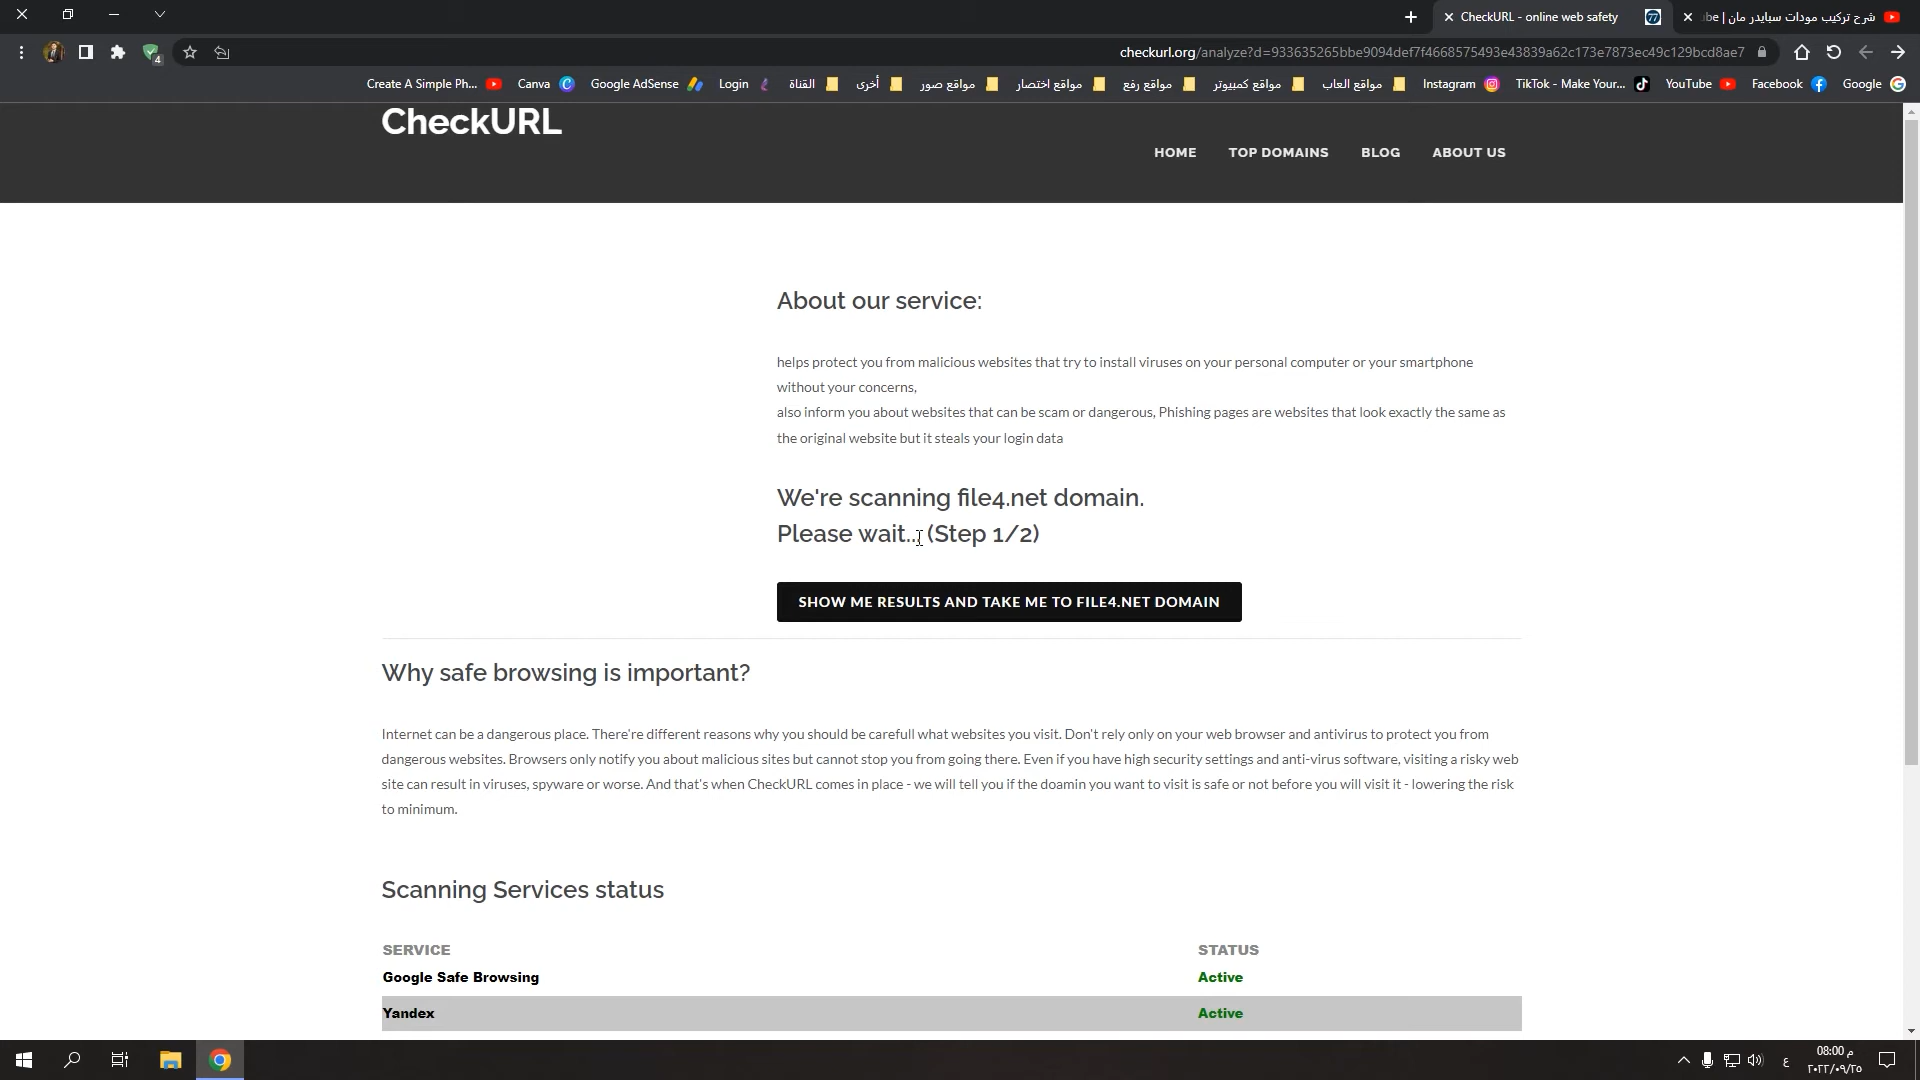 CheckURL - online web safety
شرح تركيب مودات سبايدر مان | be
4
checkurl.org/analyze?d=933635265bbe9094def7f4668575493e43839a62c173e7873ec49c129bcd8ae7
Create A Simple Ph...
Canva
Google AdSense
Login
القناة
أخرى
مواقع صور
مواقع اختصار
مواقع رفع
مواقع كمبيوتر
مواقع العاب
Instagram
TikTok - Make Your...
YouTube
Facebook
Google
CheckURL
HOME
TOP DOMAINS
BLOG
ABOUT US
About our service:
helps protect you from malicious websites that try to install viruses on your personal computer or your smartphone
without your concerns,
also inform you about websites that can be scam or dangerous, Phishing pages are websites that look exactly the same as
the original website but it steals your login data
We're scanning file4.net domain.
Please wait... (Step 1/2)
SHOW ME RESULTS AND TAKE ME TO FILE4.NET DOMAIN
Why safe browsing is important?
Internet can be a dangerous place. There're different reasons why you should be carefull what websites you visit. Don't rely only on your web browser and antivirus to protect you from
dangerous websites. Browsers only notify you about malicious sites but cannot stop you from going there. Even if you have high security settings and anti-virus software, visiting a risky web
site can result in viruses, spyware or worse. And that's when CheckURL comes in place - we will tell you if the doamin you want to visit is safe or not before you will visit it - lowering the risk
to minimum.
Scanning Services status
SERVICE STATUS
Google Safe Browsing Active
Yandex Active
ع
08:00 م
٢٠٢٢/٠٩/٢٥